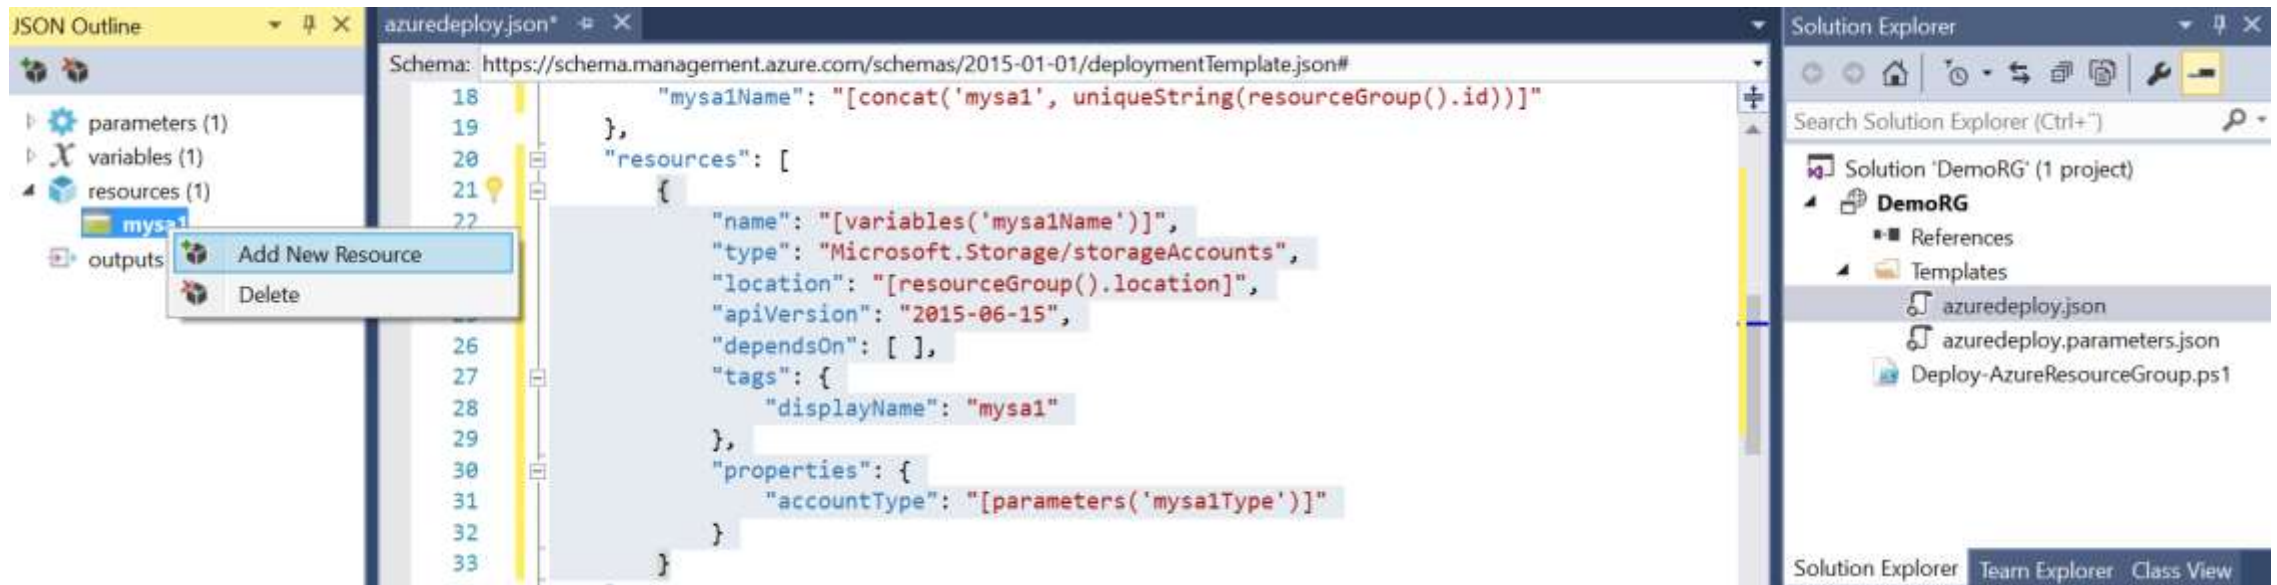 JSON Outline
parameters (1)
variables (1)
resources (1)
mysa1
outputs
Add New Resource
Delete
azuredeploy.json*
Schema: https://schema.management.azure.com/schemas/2015-01-01/deploymentTemplate.json#
18 "mysa1Name": "[concat('mysa1', uniqueString(resourceGroup().id))]"
19 },
20 "resources": [
21 {
22 "name": "[variables('mysa1Name')]",
"type": "Microsoft.Storage/storageAccounts",
"location": "[resourceGroup().location]",
"apiVersion": "2015-06-15",
26 "dependsOn": [ ],
27 "tags": {
28 "displayName": "mysa1"
29 },
30 "properties": {
31 "accountType": "[parameters('mysa1Type')]"
32 }
33 }
Solution Explorer
Search Solution Explorer (Ctrl+¨)
Solution 'DemoRG' (1 project)
DemoRG
References
Templates
azuredeploy.json
azuredeploy.parameters.json
Deploy-AzureResourceGroup.ps1
Solution Explorer Team Explorer Class View